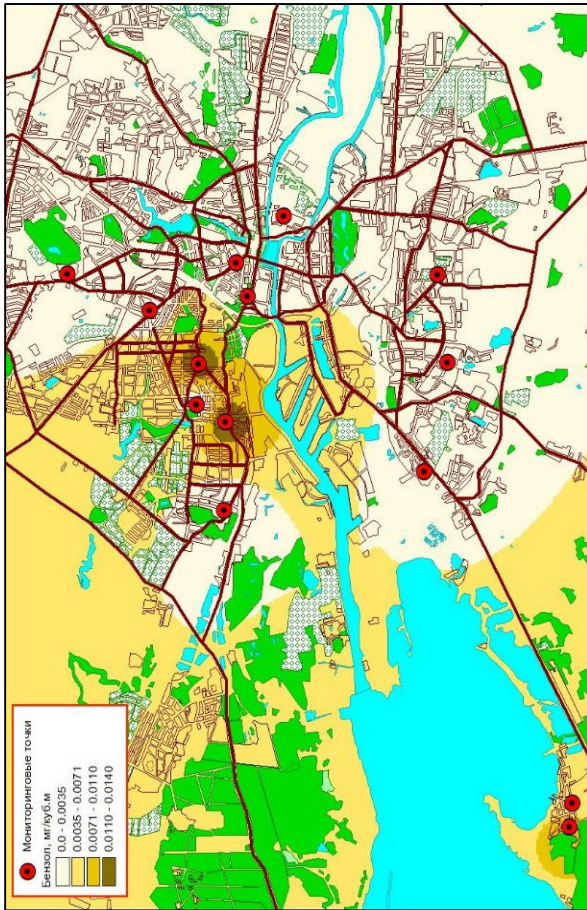 Мониторинговые точки
Бензол, мг/куб.м
0.0 - 0.0035
0.0035 - 0.0071
0.0071 - 0.0110
0.0110 - 0.0140